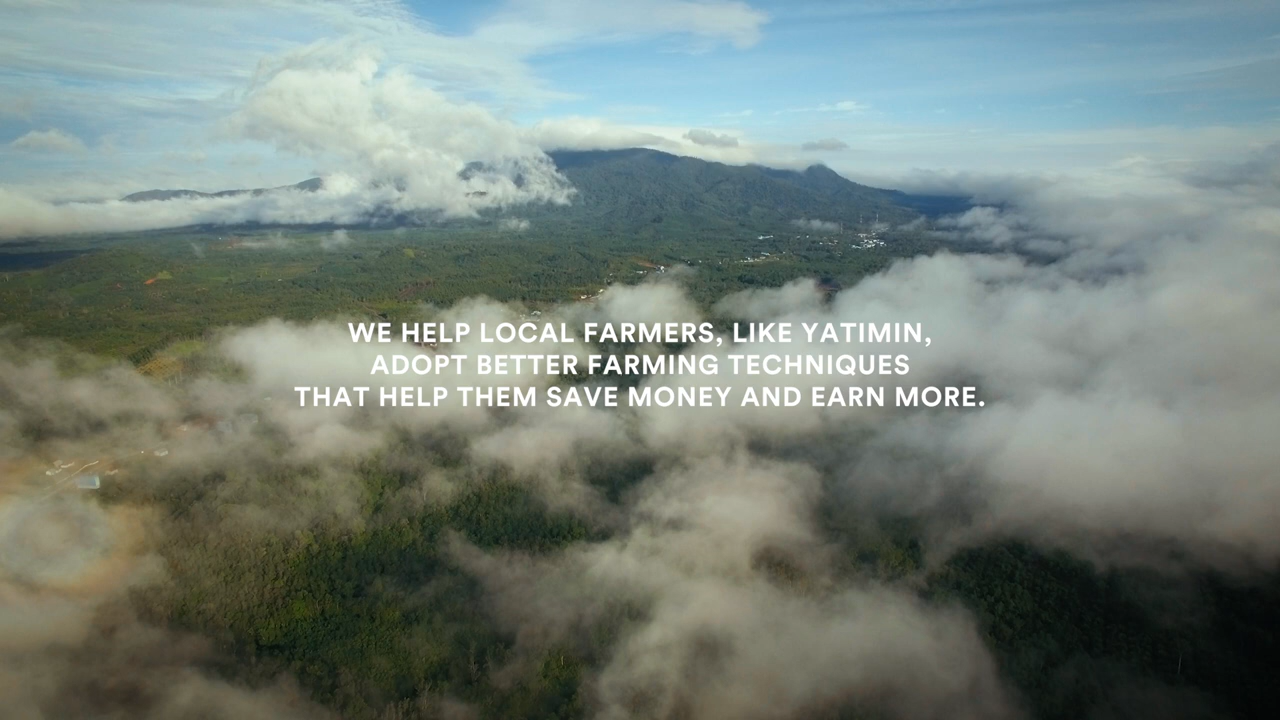 WE HELP LOCAL FARMERS, LIKE YATIMIN,
ADOPT BETTER FARMING TECHNIQUES
THAT HELP THEM SAVE MONEY AND EARN MORE.